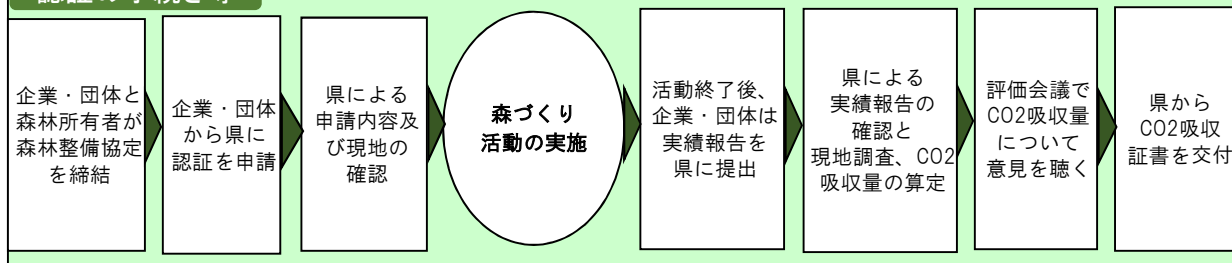 企業・団体と
森林所有者が
森林整備協定
を締結
企業・団体
から県に
認証を申請
県による
申請内容及
び現地の
確認
森づくり
活動の実施
活動終了後、
企業・団体は
実績報告を
県に提出
県による
実績報告の
確認と
現地調査、CO2
吸収量の算定
評価会議で
CO2吸収量
について
意見を聴く
県から
CO2吸収
証書を交付